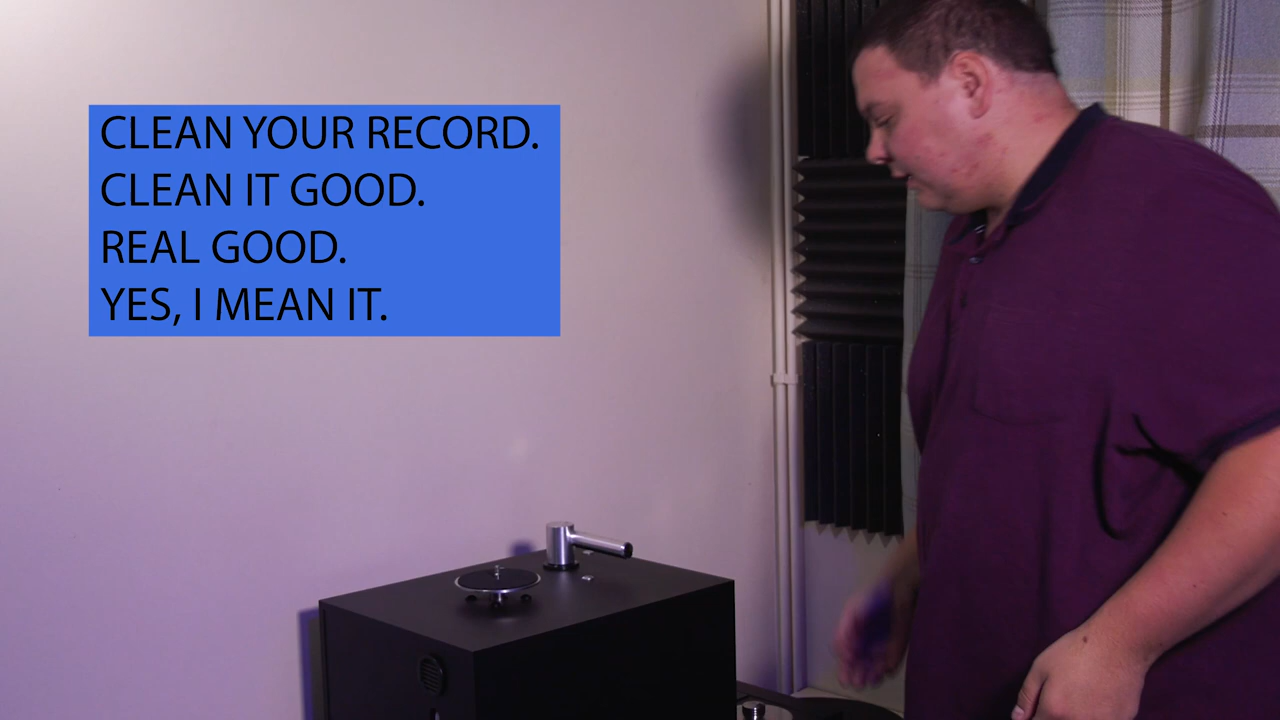 CLEAN YOUR RECORD.
CLEAN IT GOOD.
REAL GOOD.
YES, I MEAN IT.